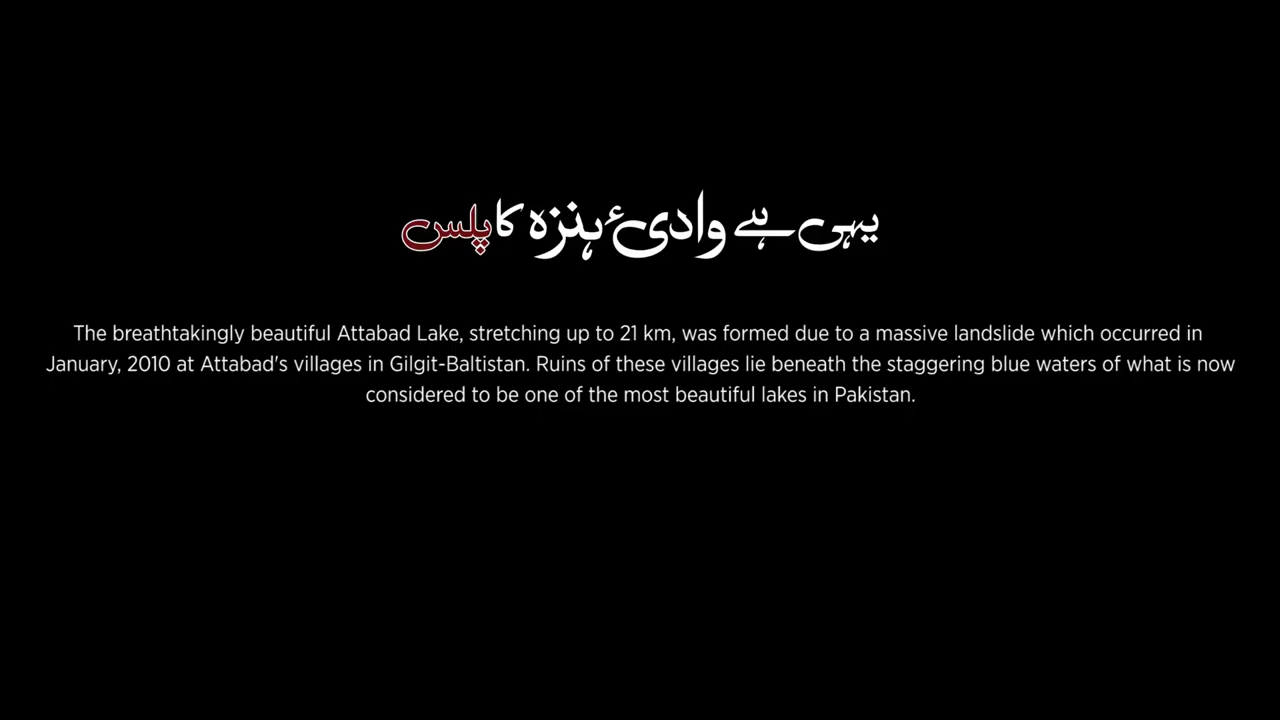 یہی ہے وادیٔ ہنزہ کا پلس
The breathtakingly beautiful Attabad Lake, stretching up to 21 km, was formed due to a massive landslide which occurred in
January, 2010 at Attabad's villages in Gilgit-Baltistan. Ruins of these villages lie beneath the staggering blue waters of what is now
considered to be one of the most beautiful lakes in Pakistan.